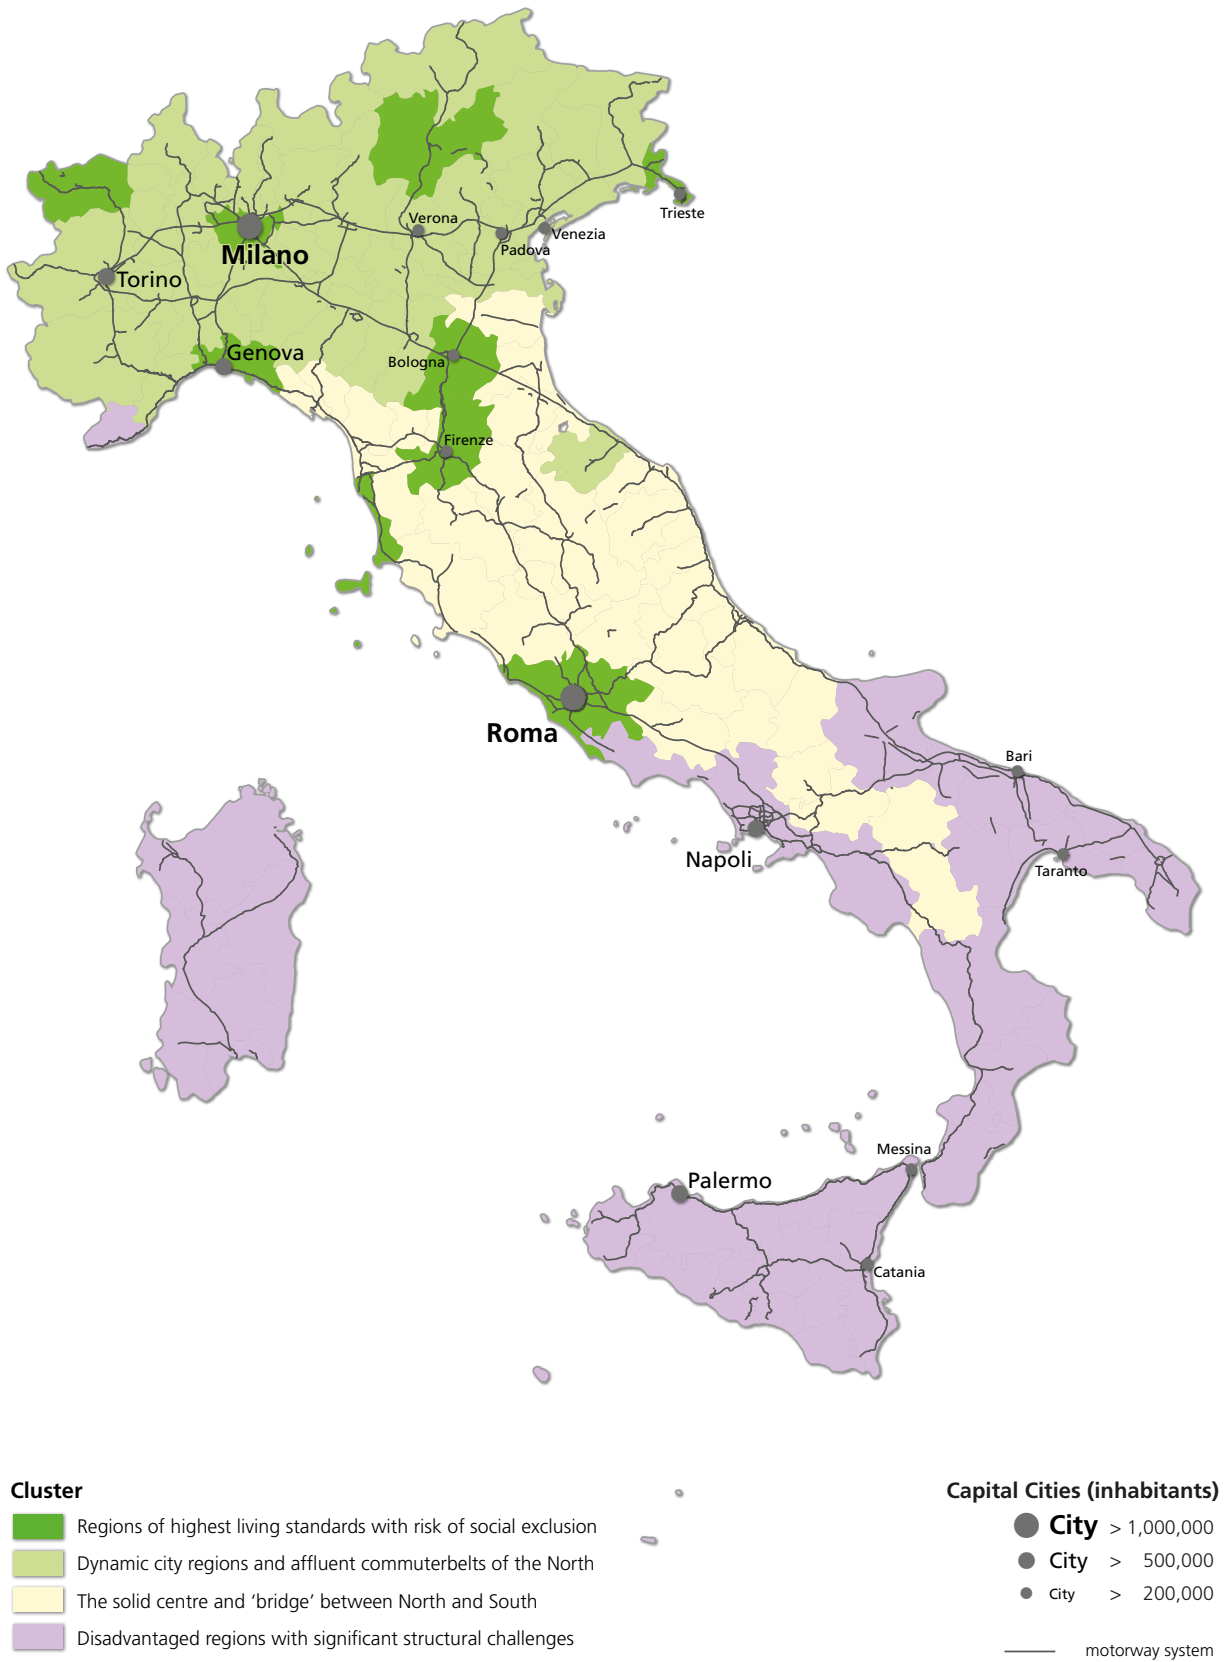 Trieste
Verona
Venezia
Padova
Milano
Torino
Genova
Bologna
Firenze
Roma
Bari
Napoli
Taranto
Messina
Palermo
Catania
Cluster
Regions of highest living standards with risk of social exclusion
Dynamic city regions and affluent commuterbelts of the North
The solid centre and ‘bridge’ between North and South
Disadvantaged regions with significant structural challenges
Capital Cities (inhabitants)
City > 1,000,000
City > 500,000
City > 200,000
motorway system